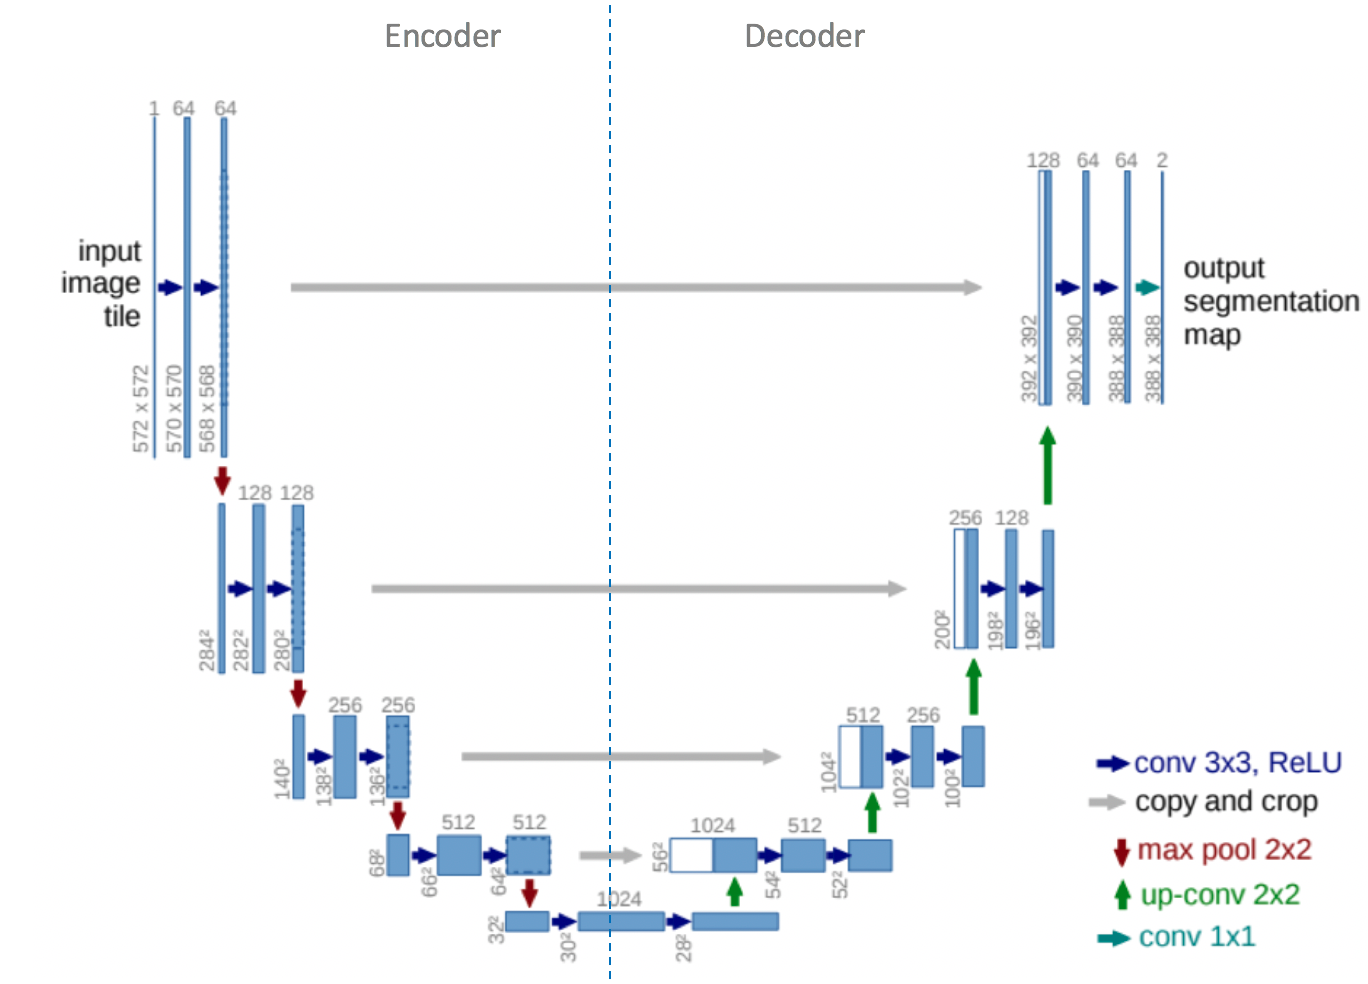 Encoder
Decoder
1 64 64
input
image
tile
572 x 572
570 x 570
568 x 568
128 64 64 2
output
segmentation
map
392 x 392
390 x 390
388 x 388
388 x 388
128 128
284²
282²
280²
256 128
200²
198²
196²
256 256
140²
138²
136²
512 256
104²
102²
100²
512 512
68²
66²
64²
1024 512
56²
54²
52²
1024
32²
30²
28²
conv 3x3, ReLU
copy and crop
max pool 2x2
up-conv 2x2
conv 1x1